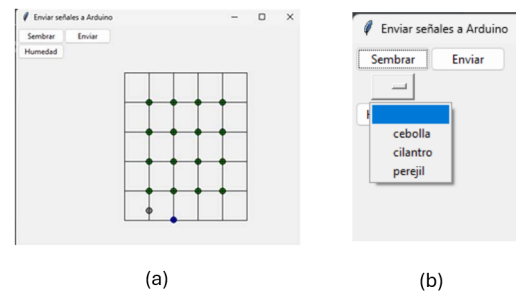 Enviar señales a Arduino
Sembrar Enviar
Humedad
(a)
Enviar señales a Arduino
Sembrar Enviar
cebolla
cilantro
perejil
(b)